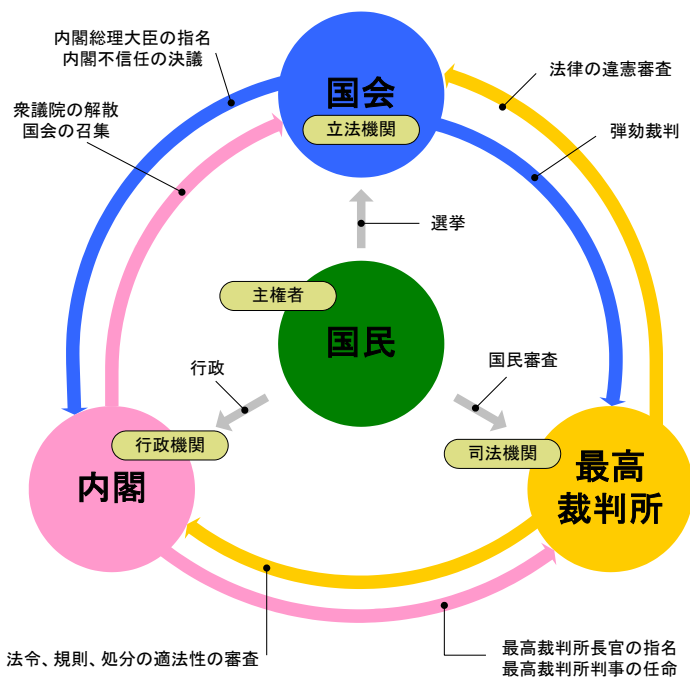 内閣総理大臣の指名
内閣不信任の決議
衆議院の解散
国会の召集
国会
立法機関
法律の違憲審査
弾劾裁判
選挙
主権者
国民
行政
国民審査
行政機関
内閣
司法機関
最高
裁判所
法令、規則、処分の適法性の審査
最高裁判所長官の指名
最高裁判所判事の任命